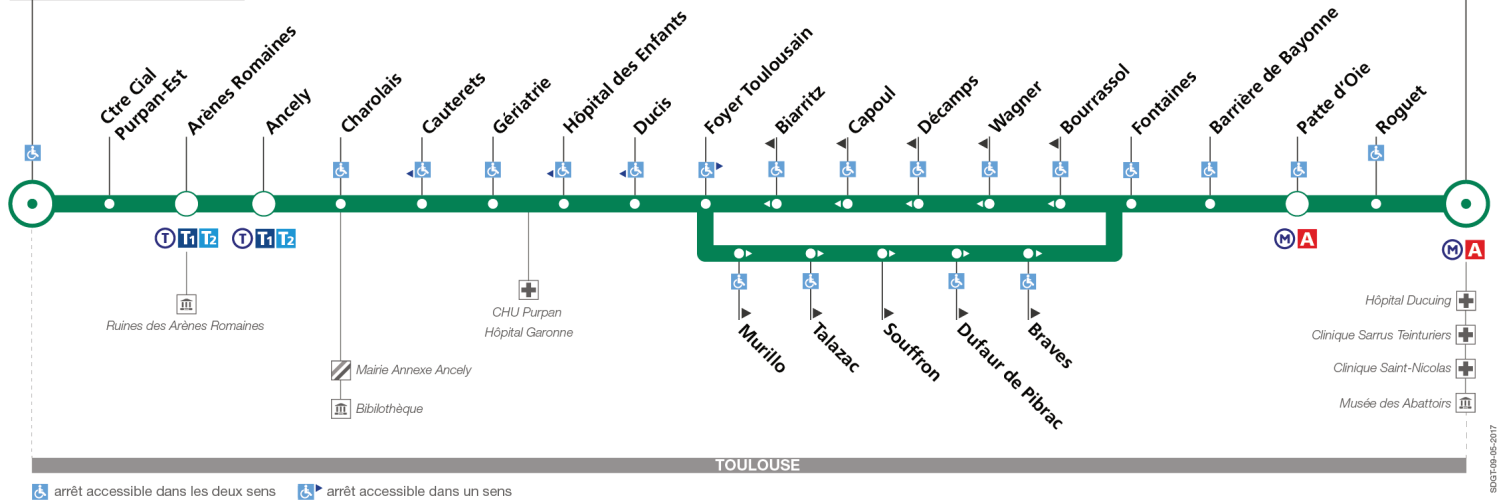 Ctre Cial
Purpan-Est
Arènes Romaines
Ancely
Charolais
Cauterets
Gériatrie
Hôpital des Enfants
Ducis
Foyer Toulousain
Biarritz
Capoul
Décamps
Wagner
Bourrassol
Fontaines
Barrière de Bayonne
Patte d'Oie
Roguet
T T1 T2
T T1 T2
M A
M A
Murillo
Talazac
Souffron
Dufaur de Pibrac
Braves
Ruines des Arènes Romaines
CHU Purpan
Hôpital Garonne
Mairie Annexe Ancely
Bibilothèque
Hôpital Ducuing
Clinique Sarrus Teinturiers
Clinique Saint-Nicolas
Musée des Abattoirs
TOULOUSE
arrêt accessible dans les deux sens
arrêt accessible dans un sens
SDGT-09-05-2017